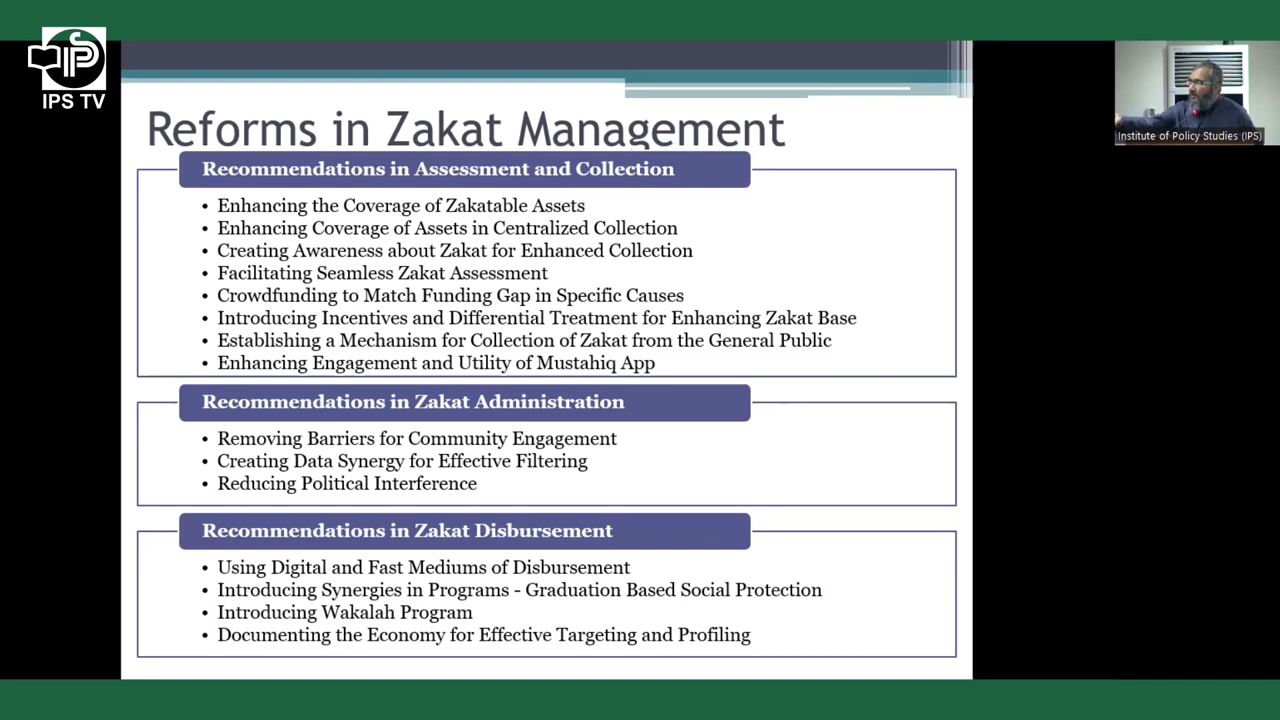 IPS TV
Institute of Policy Studies (IPS)
Reforms in Zakat Management
Recommendations in Assessment and Collection
• Enhancing the Coverage of Zakatable Assets
• Enhancing Coverage of Assets in Centralized Collection
• Creating Awareness about Zakat for Enhanced Collection
• Facilitating Seamless Zakat Assessment
• Crowdfunding to Match Funding Gap in Specific Causes
• Introducing Incentives and Differential Treatment for Enhancing Zakat Base
• Establishing a Mechanism for Collection of Zakat from the General Public
• Enhancing Engagement and Utility of Mustahiq App
Recommendations in Zakat Administration
• Removing Barriers for Community Engagement
• Creating Data Synergy for Effective Filtering
• Reducing Political Interference
Recommendations in Zakat Disbursement
• Using Digital and Fast Mediums of Disbursement
• Introducing Synergies in Programs - Graduation Based Social Protection
• Introducing Wakalah Program
• Documenting the Economy for Effective Targeting and Profiling